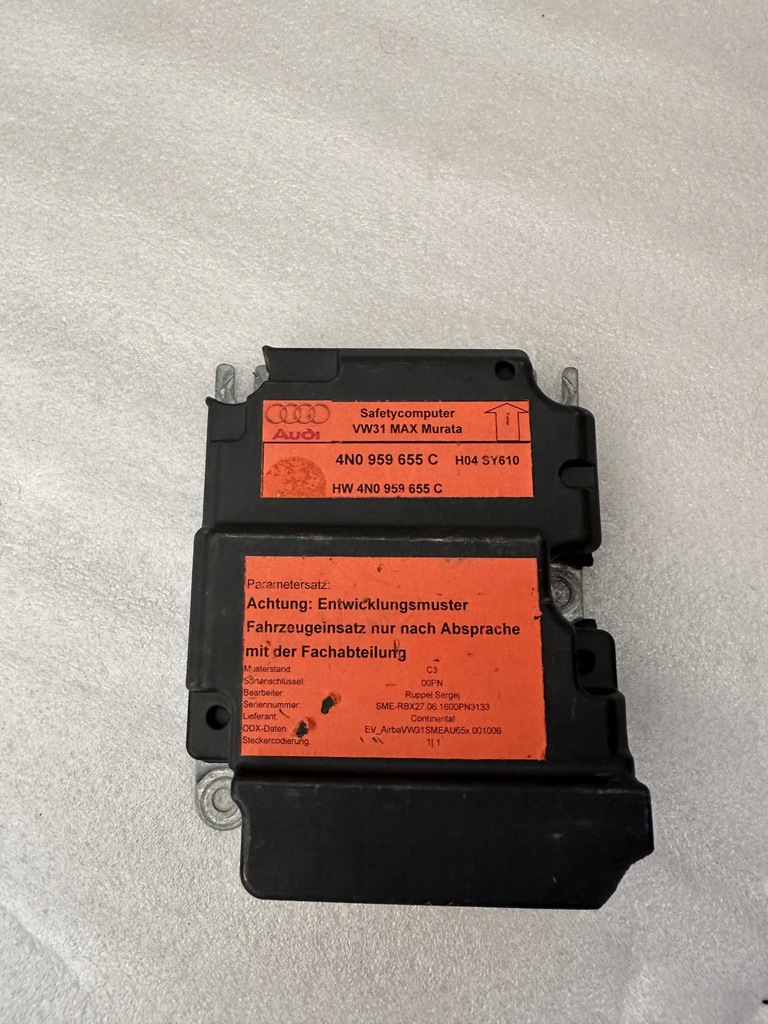 Audi
Safetycomputer
VW31 MAX Murata
4N0 959 655 C H04 SY610
HW 4N0 959 655 C
Parametersatz:
Achtung: Entwicklungsmuster
Fahrzeugeinsatz nur nach Absprache
mit der Fachabteilung
Musterstand: C3
Sortenschlüssel: 00PN
Bearbeiter: Ruppel Sergej
Seriennummer: SME-RBX27.06.1600PN3133
Lieferant: Continental
ODX-Daten EV_AirbaVW31SMEAU65x.001006
Steckercodierung: 1[ 1